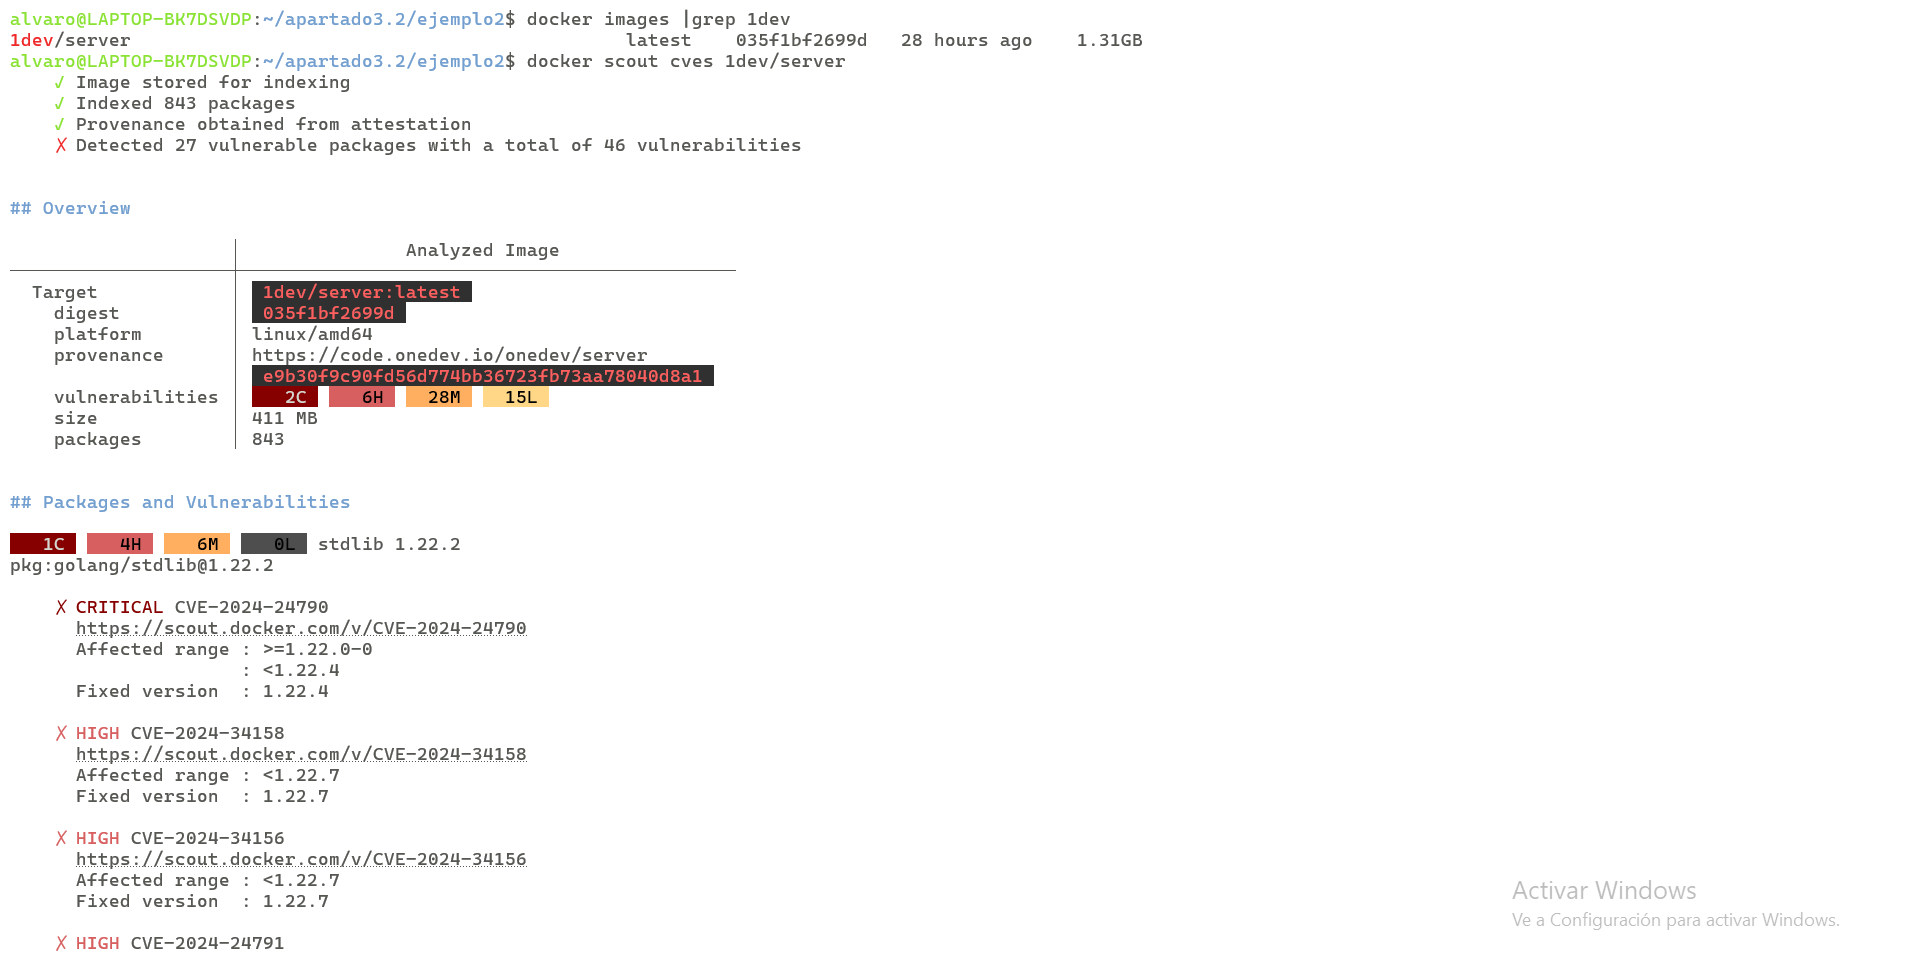 alvaro@LAPTOP-BK7DSVDP:~/apartado3.2/ejemplo2$ docker images |grep 1dev
1dev/server latest 035f1bf2699d 28 hours ago 1.31GB
alvaro@LAPTOP-BK7DSVDP:~/apartado3.2/ejemplo2$ docker scout cves 1dev/server
✓ Image stored for indexing
✓ Indexed 843 packages
✓ Provenance obtained from attestation
✗ Detected 27 vulnerable packages with a total of 46 vulnerabilities
## Overview
Analyzed Image
Target 1dev/server:latest
digest 035f1bf2699d
platform linux/amd64
provenance https://code.onedev.io/onedev/server
e9b30f9c90fd56d774bb36723fb73aa78040d8a1
vulnerabilities 2C 6H 28M 15L
size 411 MB
packages 843
## Packages and Vulnerabilities
1C 4H 6M 0L stdlib 1.22.2
pkg:golang/stdlib@1.22.2
✗ CRITICAL CVE-2024-24790
https://scout.docker.com/v/CVE-2024-24790
Affected range : >=1.22.0-0
: <1.22.4
Fixed version : 1.22.4
✗ HIGH CVE-2024-34158
https://scout.docker.com/v/CVE-2024-34158
Affected range : <1.22.7
Fixed version : 1.22.7
✗ HIGH CVE-2024-34156
https://scout.docker.com/v/CVE-2024-34156
Affected range : <1.22.7
Fixed version : 1.22.7
✗ HIGH CVE-2024-24791
Activar Windows
Ve a Configuración para activar Windows.